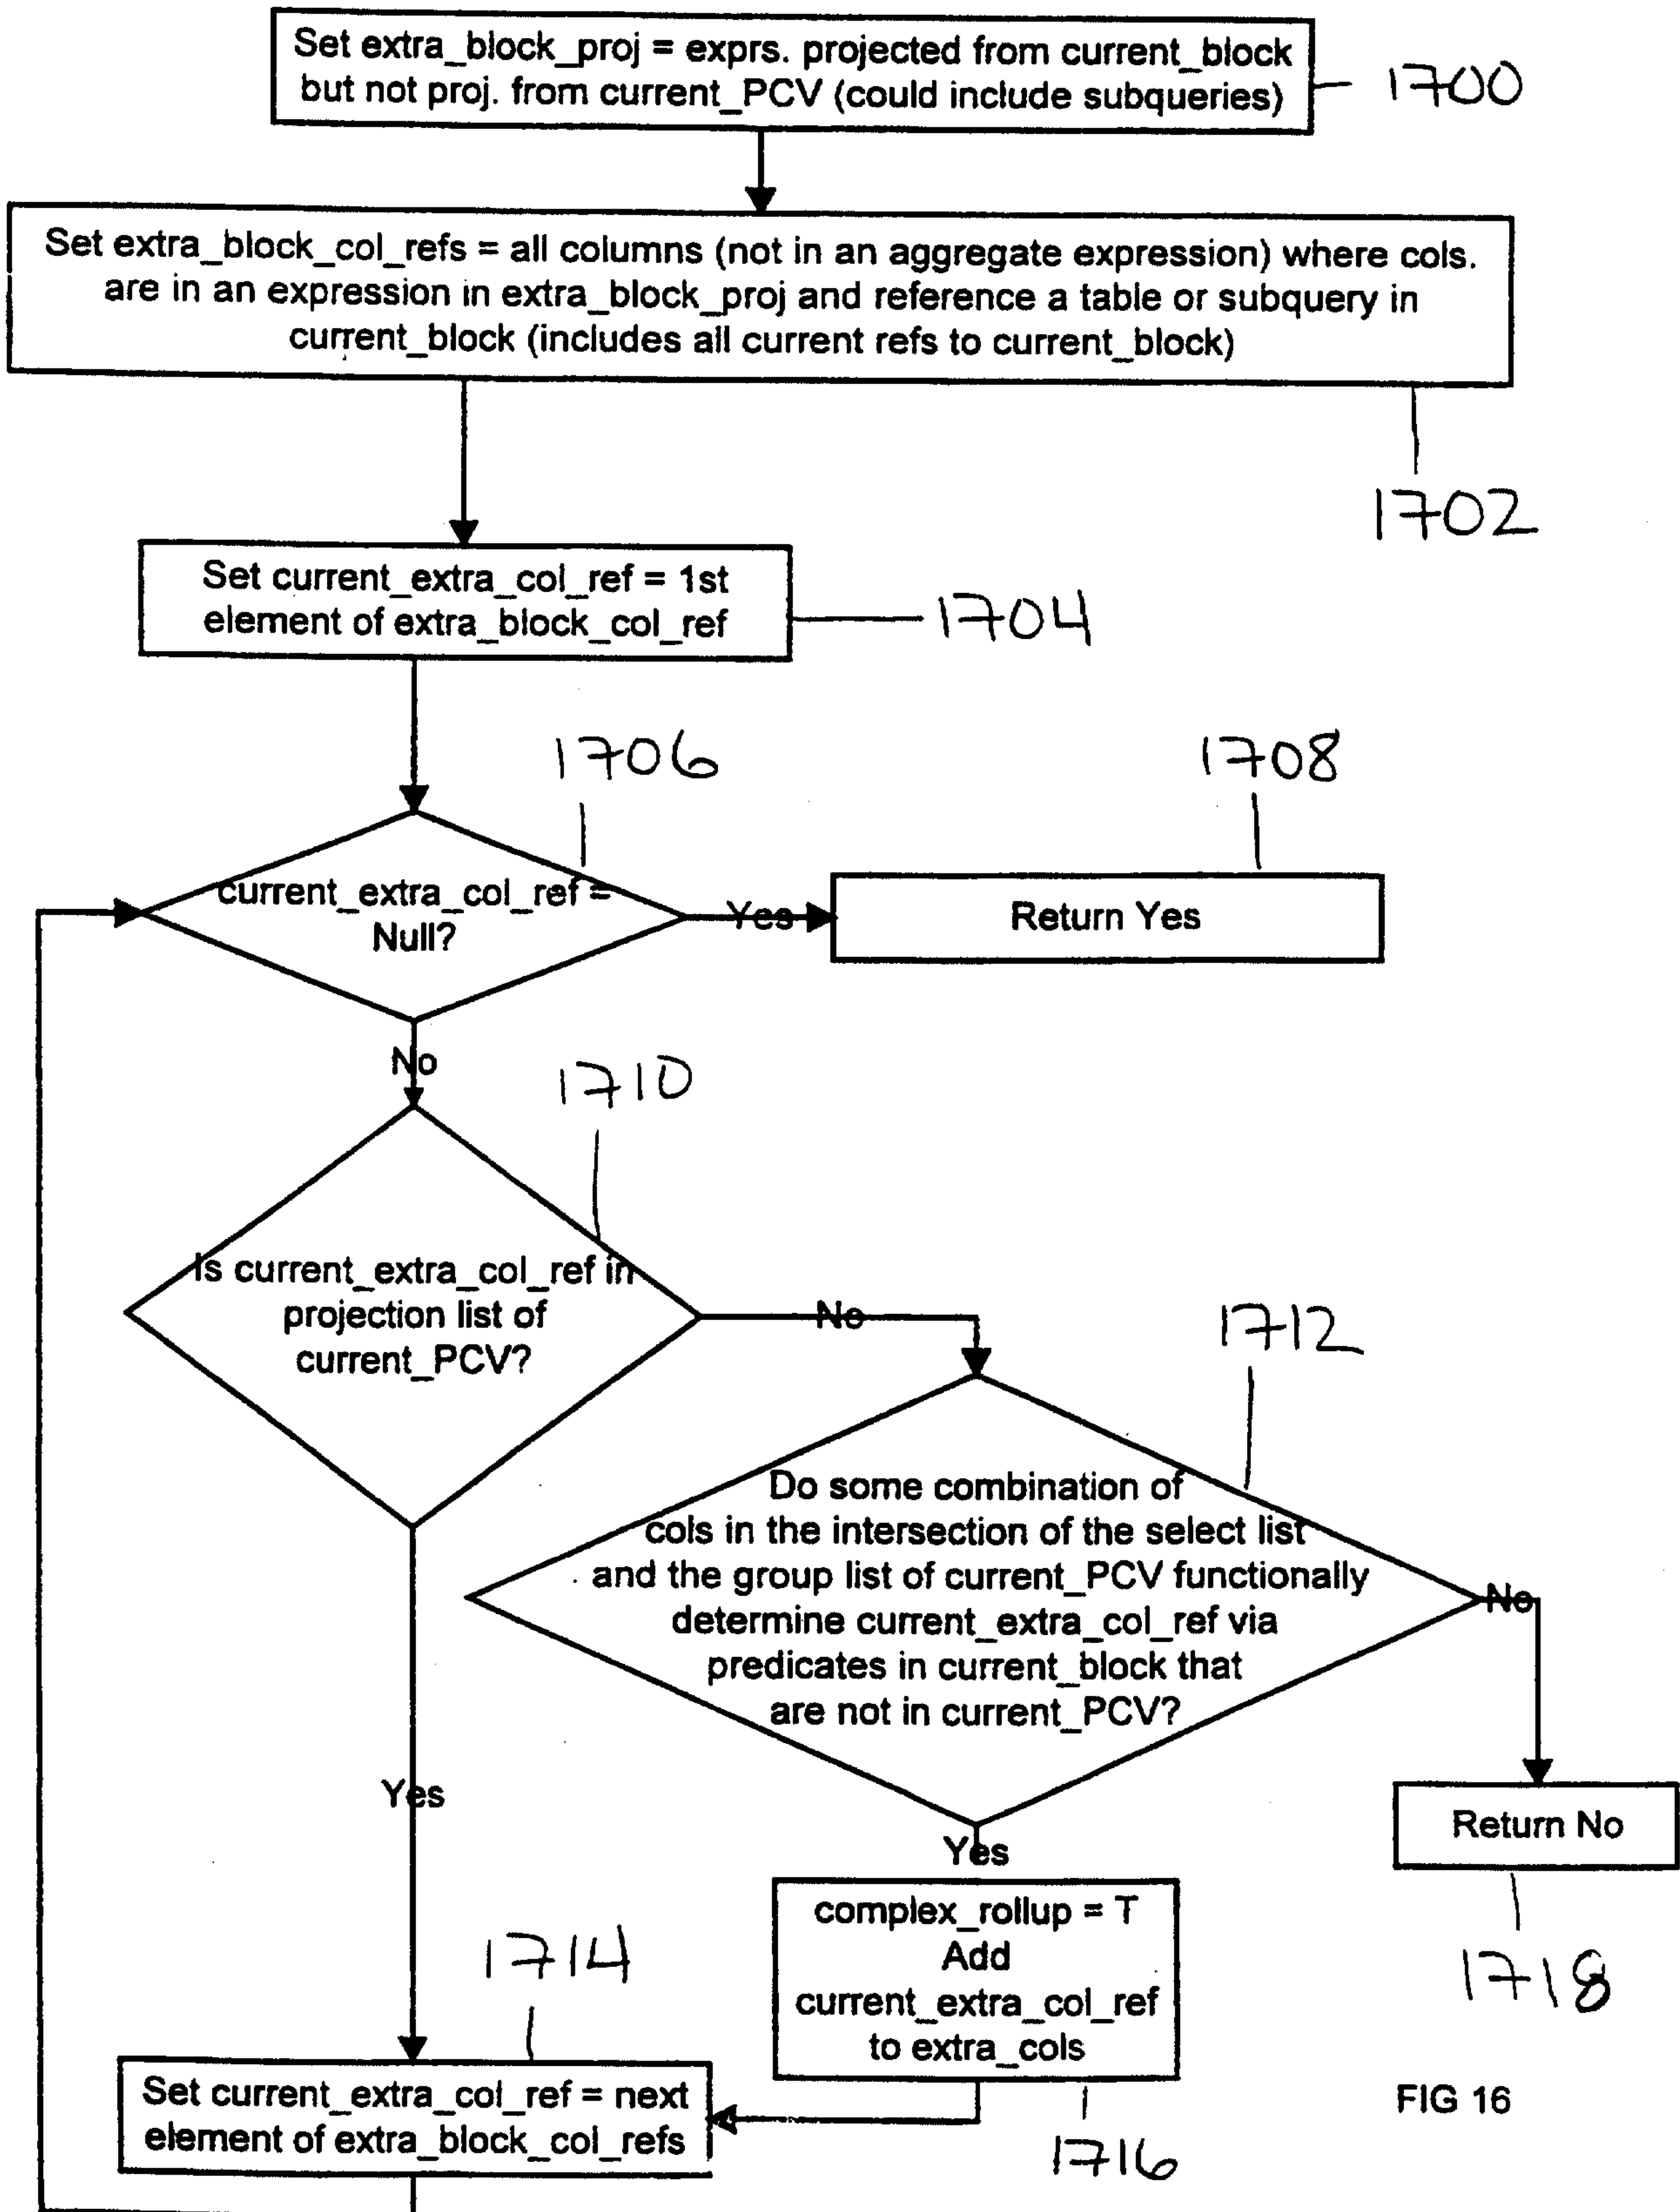 Set extra_block_proj = exprs. projected from current_block
but not proj. from current_PCV (could include subqueries)
1700
Set extra_block_col_refs = all columns (not in an aggregate expression) where cols.
are in an expression in extra_block_proj and reference a table or subquery in
current_block (includes all current refs to current_block)
1702
Set current_extra_col_ref = 1st
element of extra_block_col_ref
1704
1706
1708
current_extra_col_ref =
Null?
Yes
Return Yes
No
1710
Is current_extra_col_ref in
projection list of
current_PCV?
No
1712
Do some combination of
cols in the intersection of the select list
and the group list of current_PCV functionally
determine current_extra_col_ref via
predicates in current_block that
are not in current_PCV?
No
Yes
Return No
Yes
1718
complex_rollup = T
Add
current_extra_col_ref
to extra_cols
1714
Set current_extra_col_ref = next
element of extra_block_col_refs
1716
FIG 16